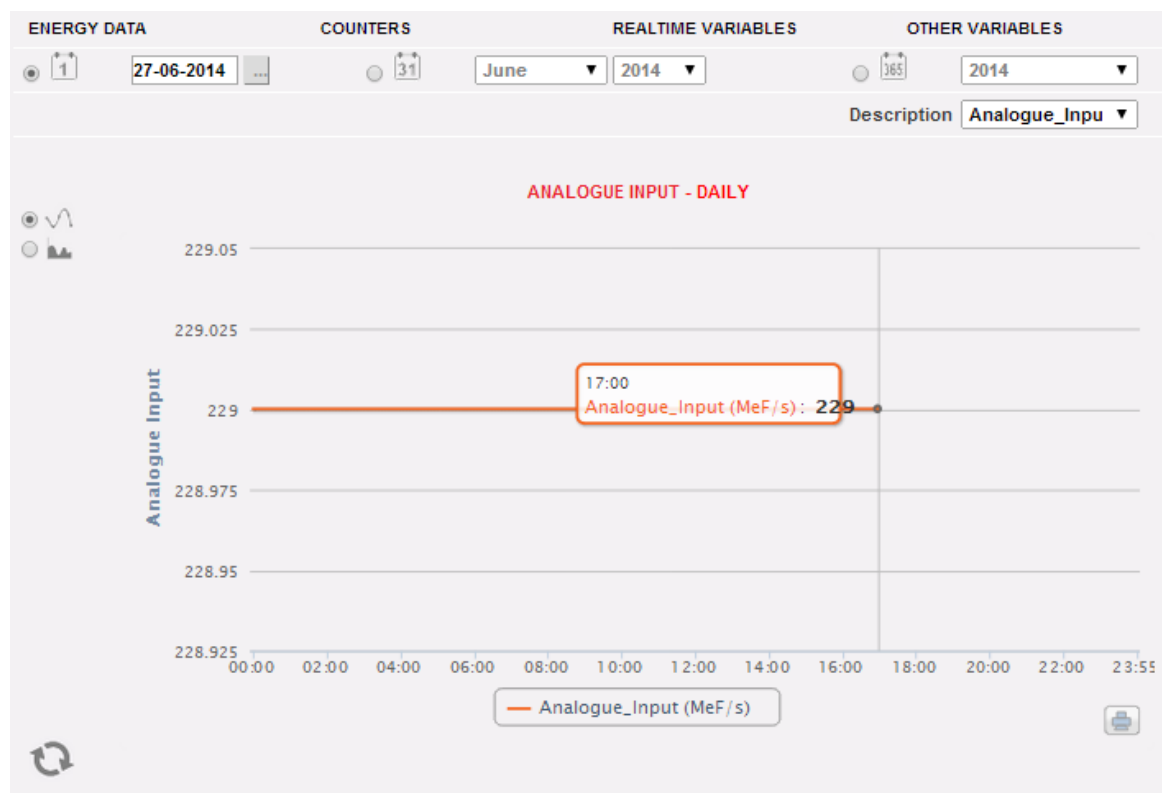 ENERGY DATA COUNTERS REALTIME VARIABLES OTHER VARIABLES
1 27-06-2014 ... 31 June 2014 365 2014
Description Analogue_Inpu
ANALOGUE INPUT - DAILY
229.05
229.025
17:00
Analogue_Input (MeF/s) : 229
229
Analogue Input
228.975
228.95
228.925
00:00 02:00 04:00 06:00 08:00 10:00 12:00 14:00 16:00 18:00 20:00 22:00 23:55
Analogue_Input (MeF/s)